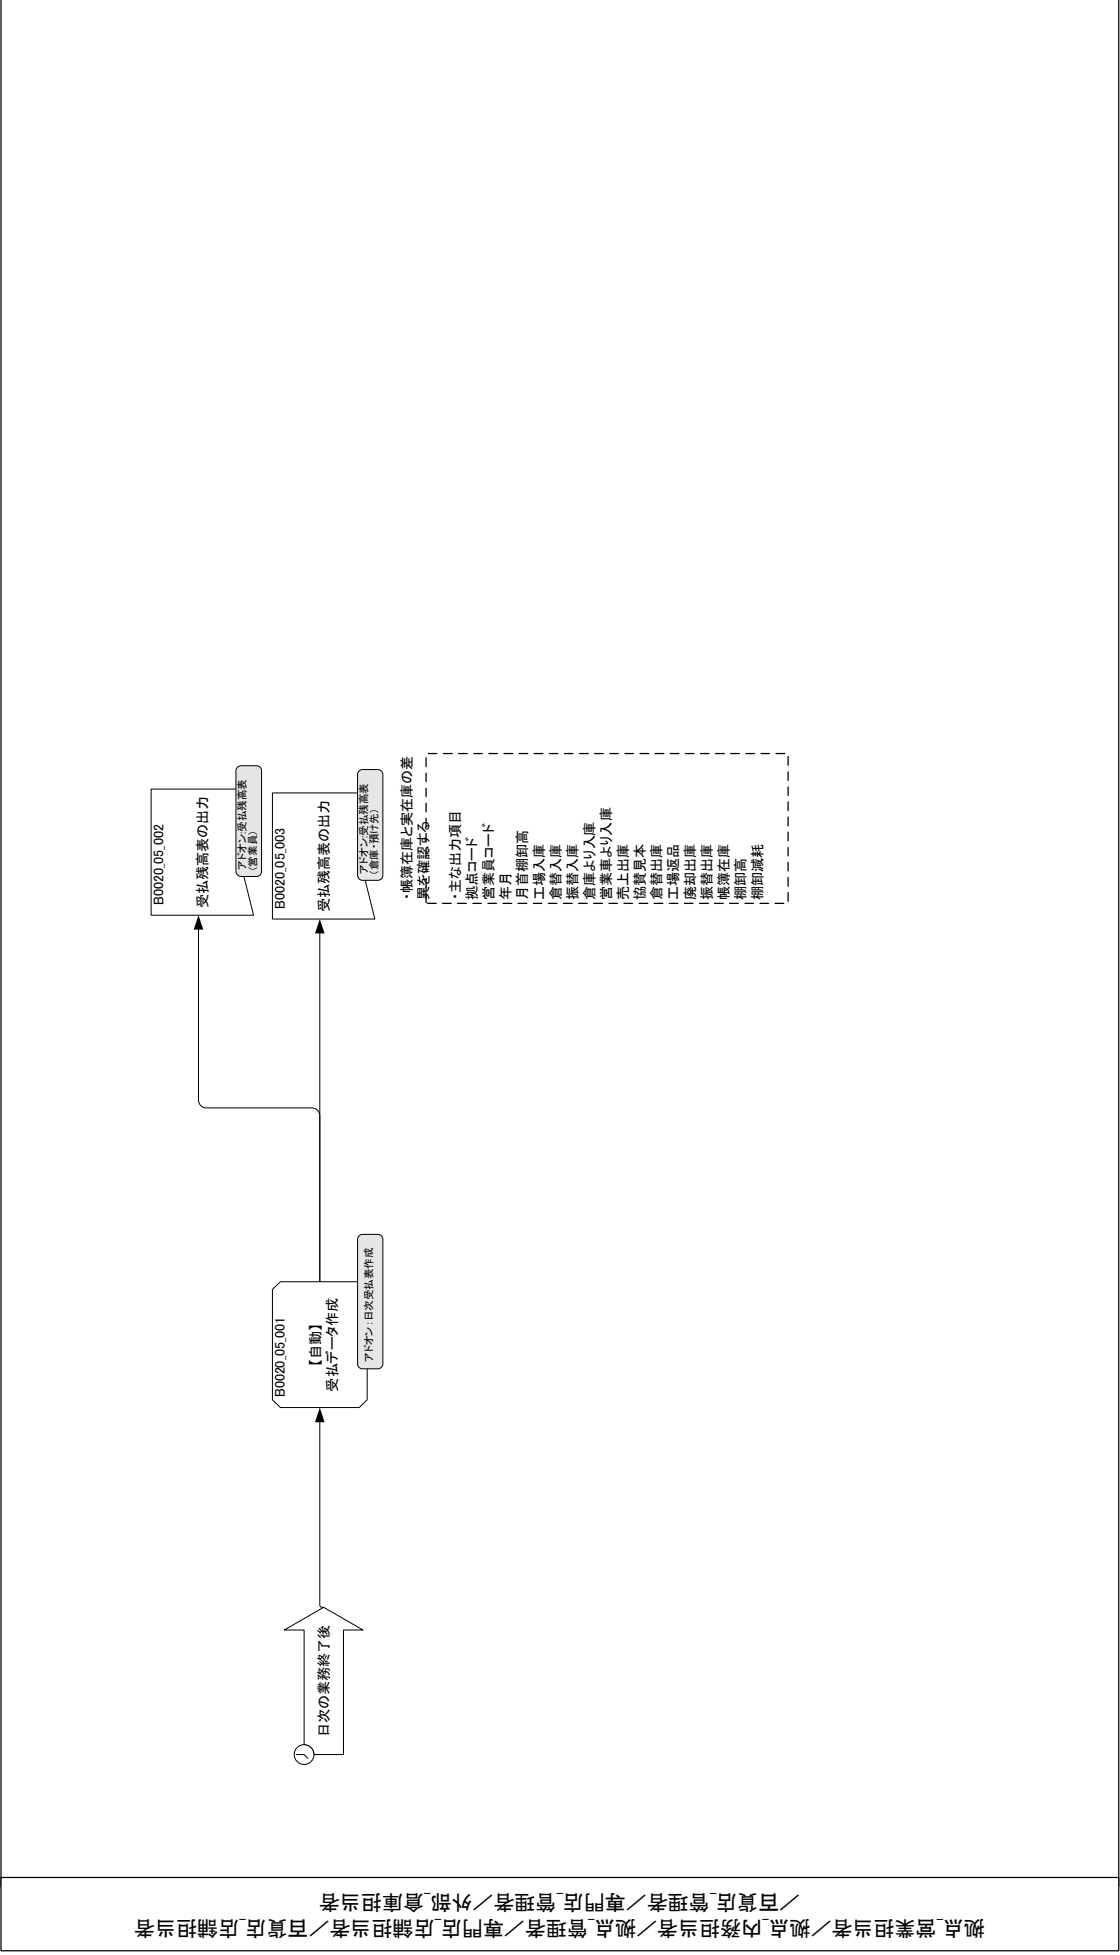 拠点_営業担当者／拠点_内務担当者／拠点_管理者／専門店_店舗担当者／百貨店_店舗担当者
／百貨店_管理者／専門店_管理者／外部_倉庫担当者
日次の業務終了後
B0020_05_001
【自動】
受払データ作成
アドオン：日次受払表作成
B0020_05_002
受払残高表の出力
アドオン:受払残高表
（営業員）
B0020_05_003
受払残高表の出力
アドオン:受払残高表
（倉庫・預け先）
・帳簿在庫と実在庫の差
異を確認する
・主な出力項目
拠点コード
営業員コード
年月
月首棚卸高
工場入庫
倉替入庫
振替入庫
倉庫より入庫
営業車より入庫
売上出庫
協賛見本
倉替出庫
工場返品
廃却出庫
振替出庫
帳簿在庫
棚卸高
棚卸減耗